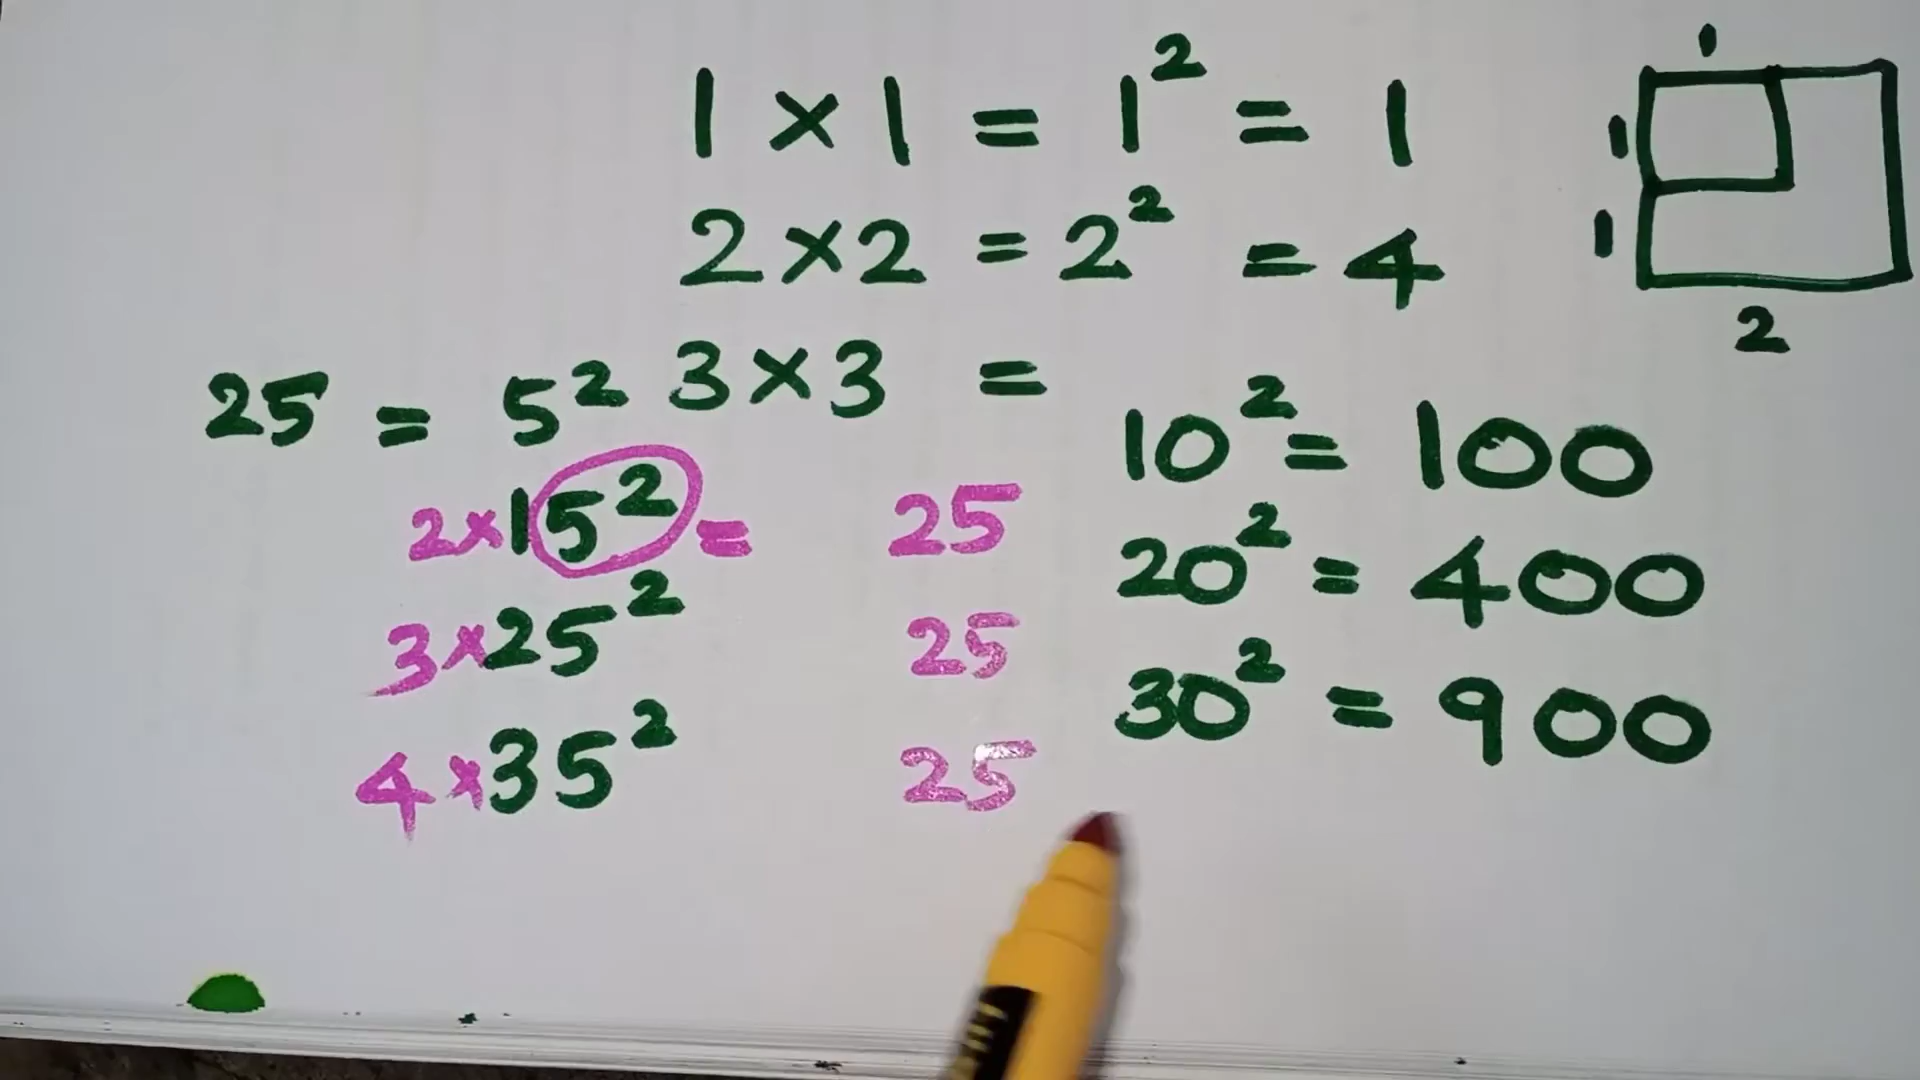 1 × 1 = 1² = 1
2 × 2 = 2² = 4
3 × 3 =
1
1
1
2
25 = 5²
2×15² = 25
3×25² 25
4×35² 25
10² = 100
20² = 400
30² = 900